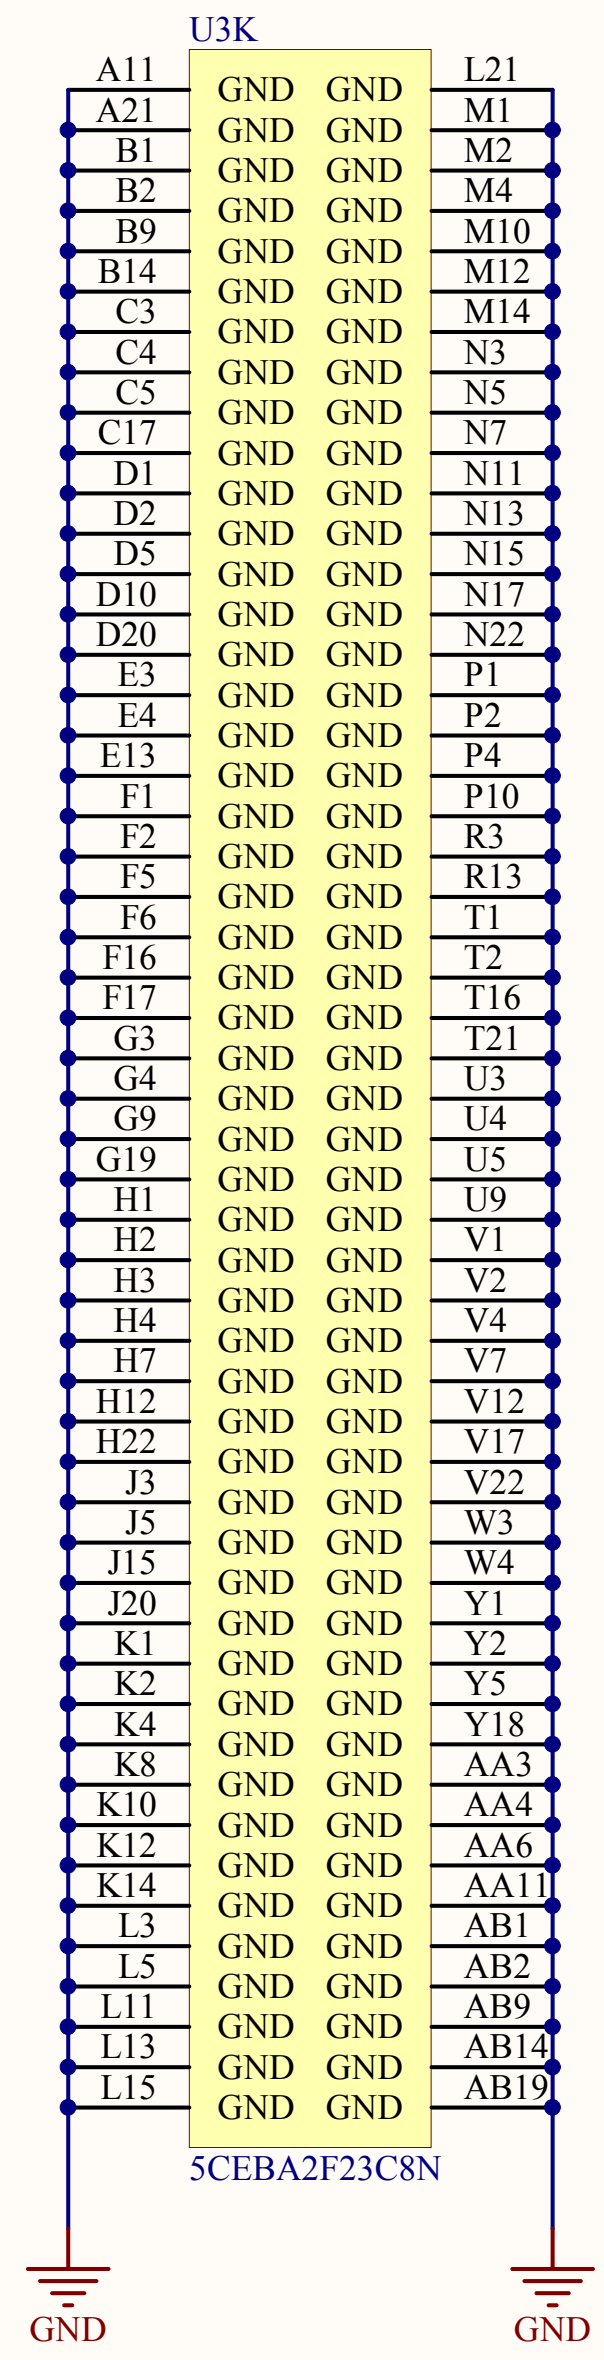 U3K
A11 GND GND L21
A21 GND GND M1
B1 GND GND M2
B2 GND GND M4
B9 GND GND M10
B14 GND GND M12
C3 GND GND M14
C4 GND GND N3
C5 GND GND N5
C17 GND GND N7
D1 GND GND N11
D2 GND GND N13
D5 GND GND N15
D10 GND GND N17
D20 GND GND N22
E3 GND GND P1
E4 GND GND P2
E13 GND GND P4
F1 GND GND P10
F2 GND GND R3
F5 GND GND R13
F6 GND GND T1
F16 GND GND T2
F17 GND GND T16
G3 GND GND T21
G4 GND GND U3
G9 GND GND U4
G19 GND GND U5
H1 GND GND U9
H2 GND GND V1
H3 GND GND V2
H4 GND GND V4
H7 GND GND V7
H12 GND GND V12
H22 GND GND V17
J3 GND GND V22
J5 GND GND W3
J15 GND GND W4
J20 GND GND Y1
K1 GND GND Y2
K2 GND GND Y5
K4 GND GND Y18
K8 GND GND AA3
K10 GND GND AA4
K12 GND GND AA6
K14 GND GND AA11
L3 GND GND AB1
L5 GND GND AB2
L11 GND GND AB9
L13 GND GND AB14
L15 GND GND AB19
5CEBA2F23C8N
GND GND